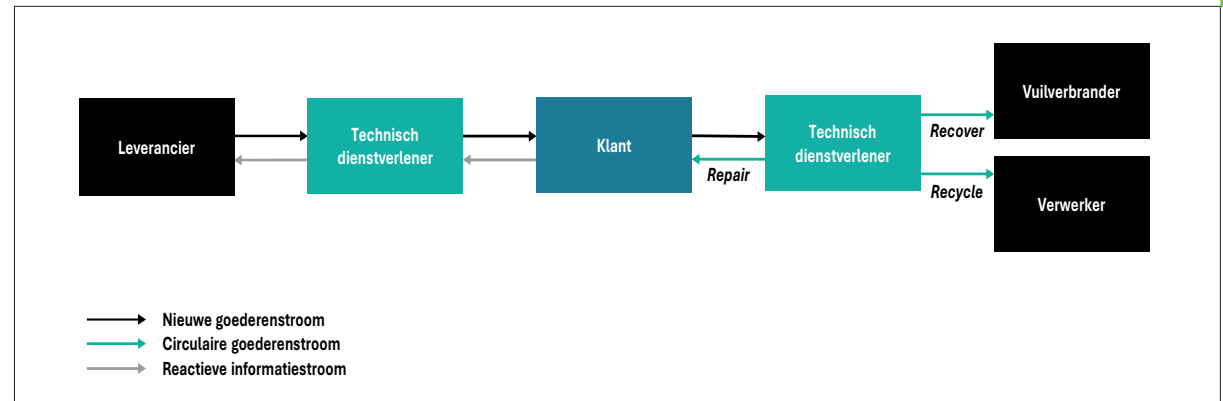 Leverancier
Technisch
dienstverlener
Klant
Technisch
dienstverlener
Vuilverbrander
Verwerker
Recover
Repair
Recycle
Nieuwe goederenstroom
Circulaire goederenstroom
Reactieve informatiestroom